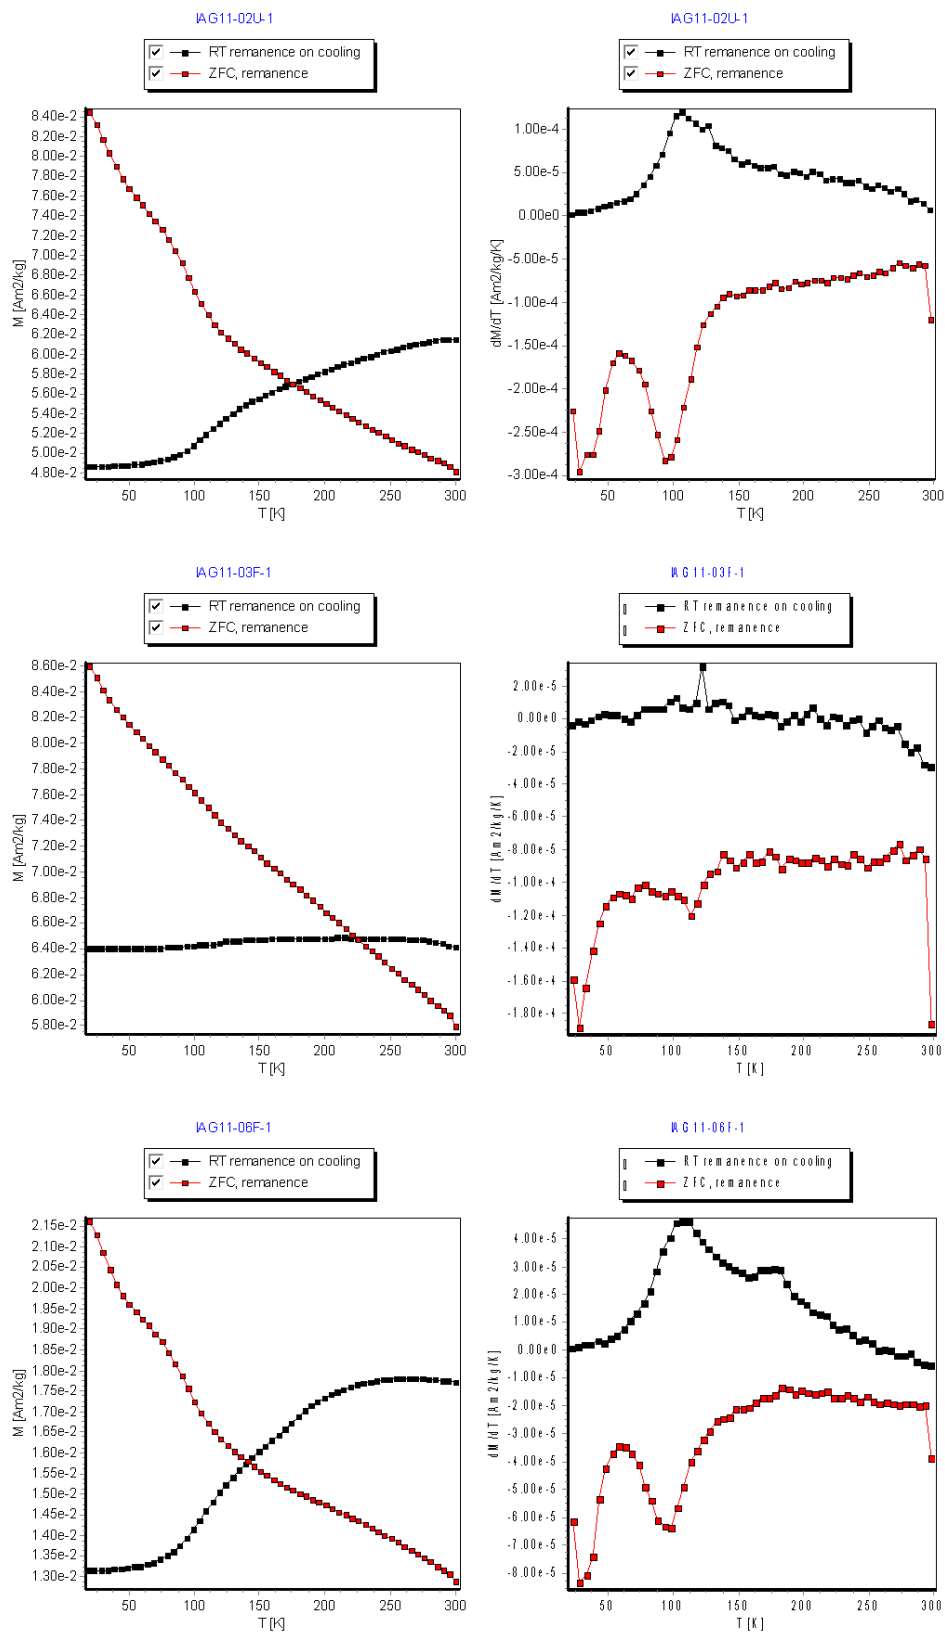 IAG11-02U-1
RT remanence on cooling
ZFC, remanence
8.40e-2
8.20e-2
8.00e-2
7.80e-2
7.60e-2
7.40e-2
7.20e-2
7.00e-2
6.80e-2
6.60e-2
6.40e-2
6.20e-2
6.00e-2
5.80e-2
5.60e-2
5.40e-2
5.20e-2
5.00e-2
4.80e-2
M [Am2/kg]
50 100 150 200 250 300
T [K]
IAG11-02U-1
RT remanence on cooling
ZFC, remanence
1.00e-4
5.00e-5
0.00e0
-5.00e-5
-1.00e-4
-1.50e-4
-2.00e-4
-2.50e-4
-3.00e-4
dM/dT [Am2/kg/K]
50 100 150 200 250 300
T [K]
IAG11-03F-1
RT remanence on cooling
ZFC, remanence
8.60e-2
8.40e-2
8.20e-2
8.00e-2
7.80e-2
7.60e-2
7.40e-2
7.20e-2
7.00e-2
6.80e-2
6.60e-2
6.40e-2
6.20e-2
6.00e-2
5.80e-2
M [Am2/kg]
50 100 150 200 250 300
T [K]
IAG11-03F-1
RT remanence on cooling
ZFC, remanence
2.00e-5
0.00e0
-2.00e-5
-4.00e-5
-6.00e-5
-8.00e-5
-1.00e-4
-1.20e-4
-1.40e-4
-1.60e-4
-1.80e-4
dM/dT [Am2/kg/K]
50 100 150 200 250 300
T [K]
IAG11-06F-1
RT remanence on cooling
ZFC, remanence
2.15e-2
2.10e-2
2.05e-2
2.00e-2
1.95e-2
1.90e-2
1.85e-2
1.80e-2
1.75e-2
1.70e-2
1.65e-2
1.60e-2
1.55e-2
1.50e-2
1.45e-2
1.40e-2
1.35e-2
1.30e-2
M [Am2/kg]
50 100 150 200 250 300
T [K]
IAG11-06F-1
RT remanence on cooling
ZFC, remanence
4.00e-5
3.00e-5
2.00e-5
1.00e-5
0.00e0
-1.00e-5
-2.00e-5
-3.00e-5
-4.00e-5
-5.00e-5
-6.00e-5
-7.00e-5
-8.00e-5
dM/dT [Am2/kg/K]
50 100 150 200 250 300
T [K]